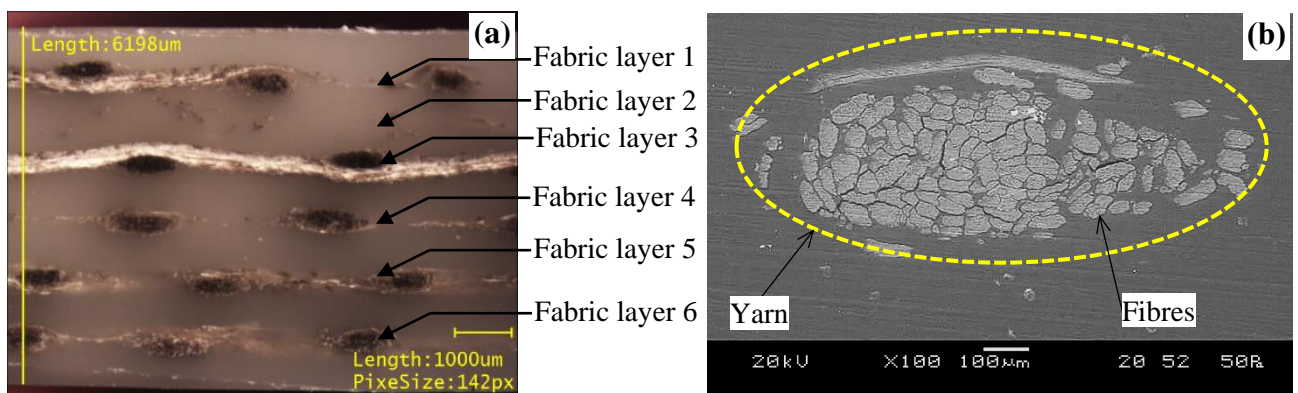 Length:6198um
(a)
Fabric layer 1
Fabric layer 2
Fabric layer 3
Fabric layer 4
Fabric layer 5
Fabric layer 6
Length:1000um
PixeSize:142px
(b)
Yarn
Fibres
20kV X100 100μm 20 52 50Pa